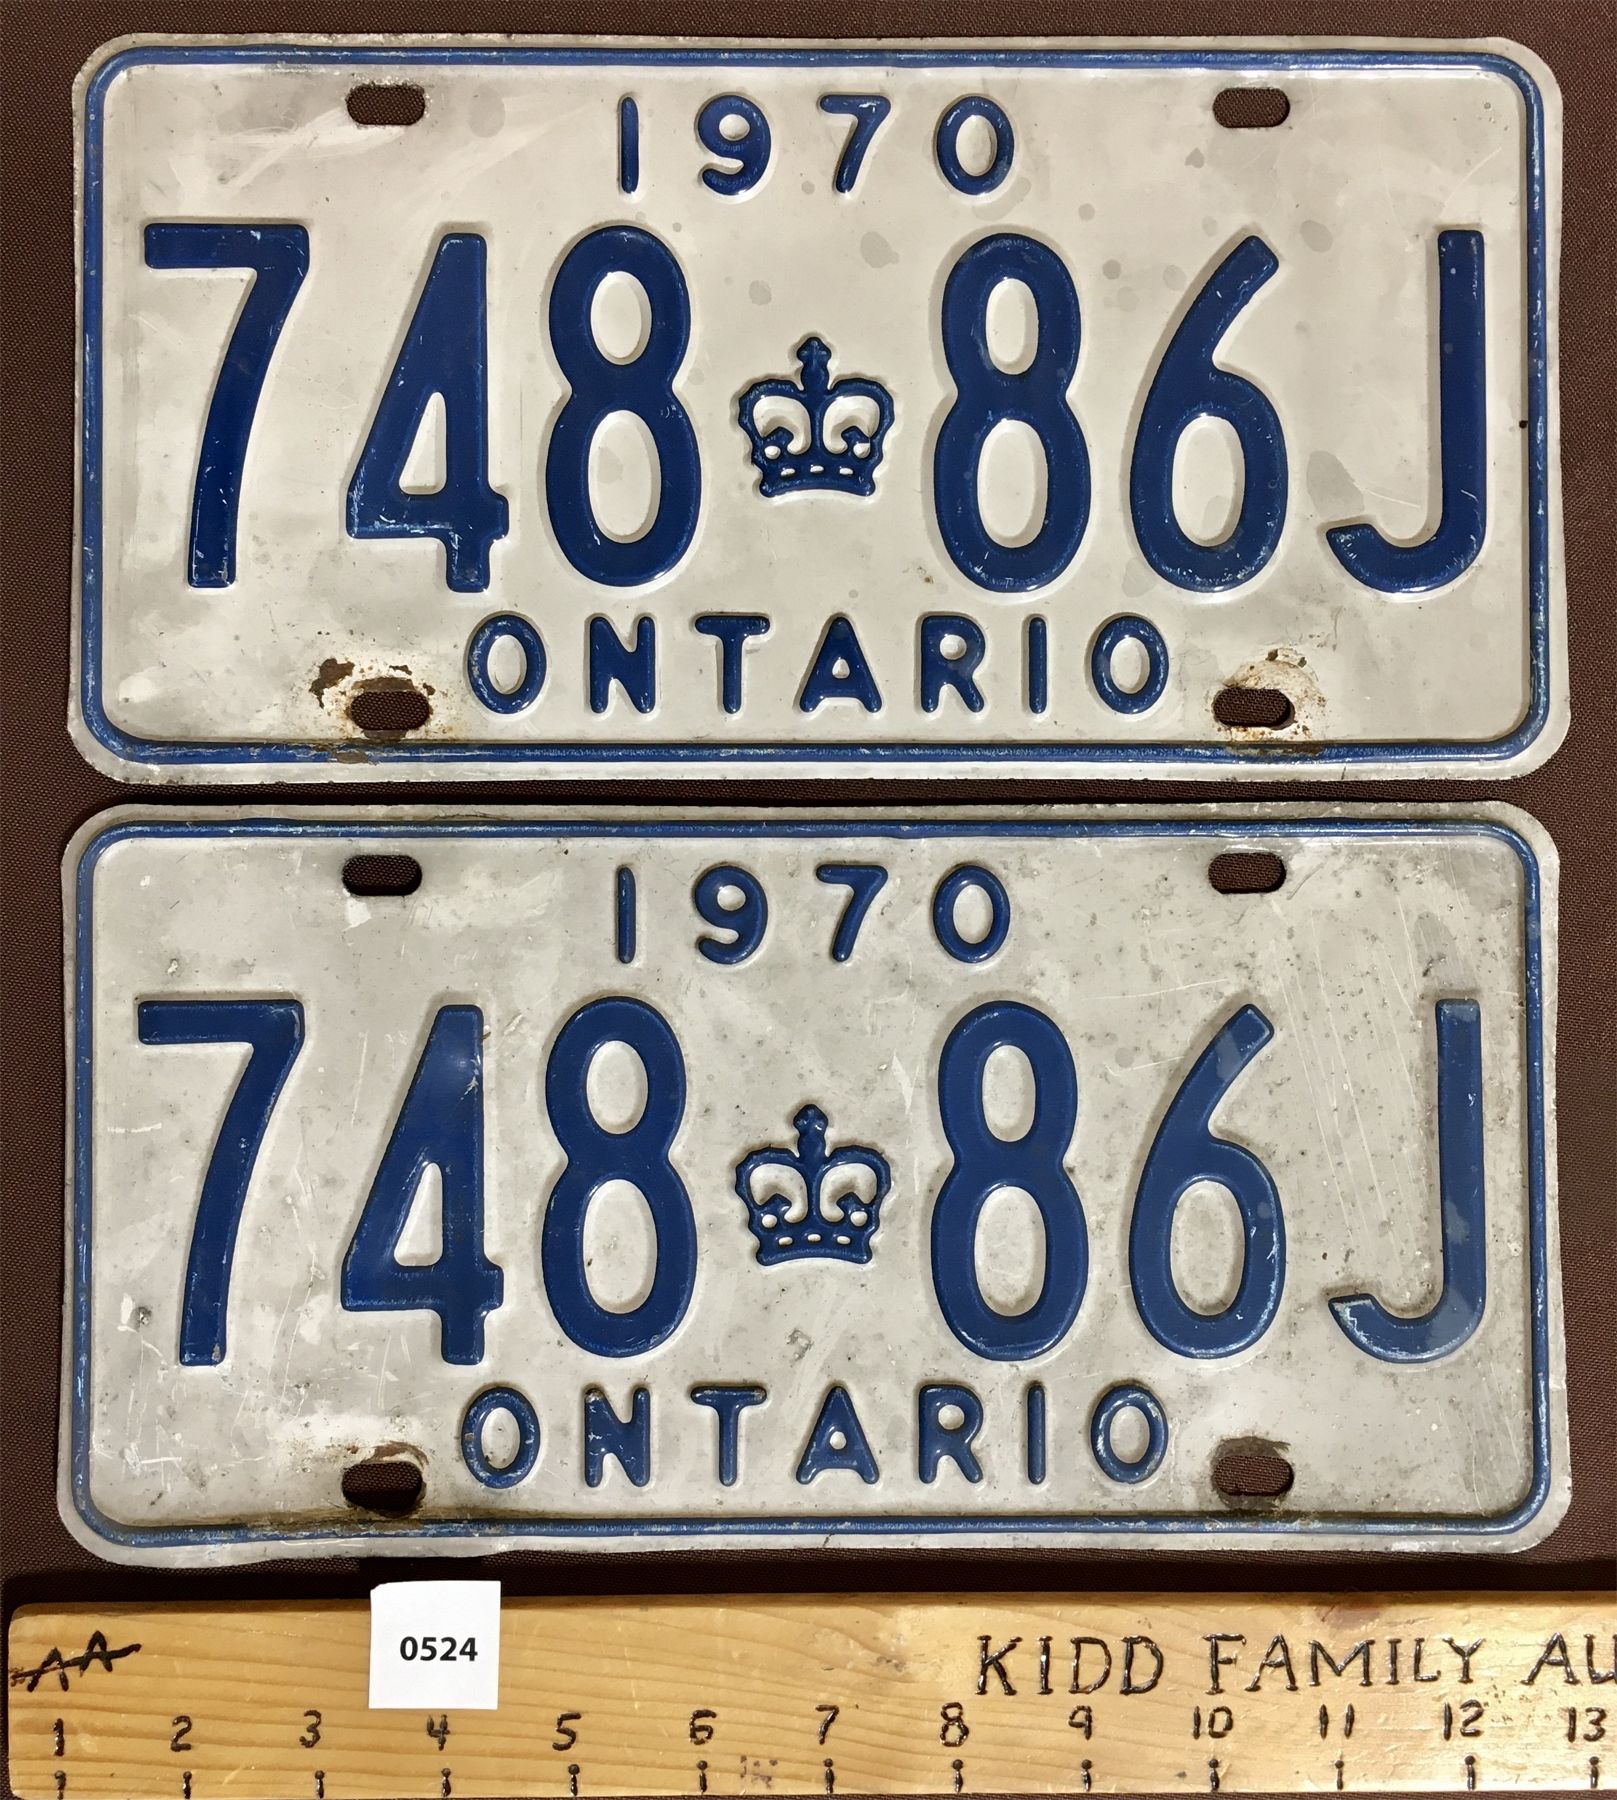 1970
748 86J
ONTARIO
1970
748 86J
ONTARIO
AA
0524
KIDD FAMILY AU
1 2 3 4 5 6 7 8 9 10 11 12 13